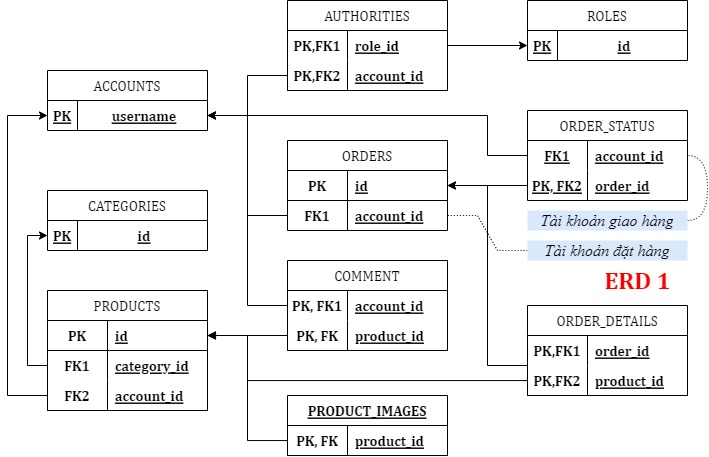 AUTHORITIES
PK,FK1 role_id
PK,FK2 account_id
ROLES
PK id
ACCOUNTS
PK username
ORDER_STATUS
FK1 account_id
PK, FK2 order_id
Tài khoản giao hàng
Tài khoản đặt hàng
ORDERS
PK id
FK1 account_id
CATEGORIES
PK id
ERD 1
COMMENT
PK, FK1 account_id
PK, FK product_id
PRODUCTS
PK id
FK1 category_id
FK2 account_id
ORDER_DETAILS
PK,FK1 order_id
PK,FK2 product_id
PRODUCT_IMAGES
PK, FK product_id